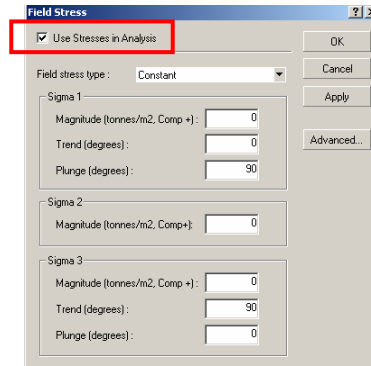 Field Stress
Use Stresses in Analysis
OK
Field stress type : Constant
Cancel
Sigma 1
Apply
Magnitude (tonnes/m2, Comp +) : 0
Trend (degrees) : 0
Advanced...
Plunge (degrees) : 90
Sigma 2
Magnitude (tonnes/m2, Comp+): 0
Sigma 3
Magnitude (tonnes/m2, Comp +) : 0
Trend (degrees) : 90
Plunge (degrees) : 0